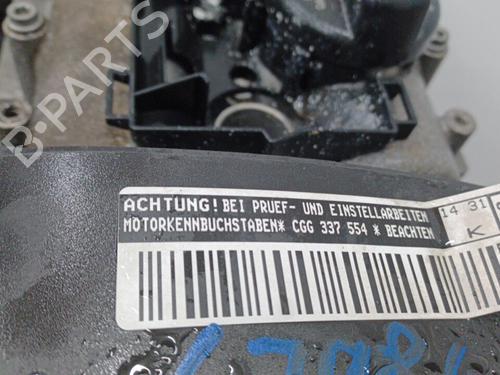 ACHTUNG! BEI PRUEF- UND EINSTELLARBEITEN
MOTORKENNBUCHSTABEN* CGG 337 554 * BEACHTEN
14 31
K
B-PARTS